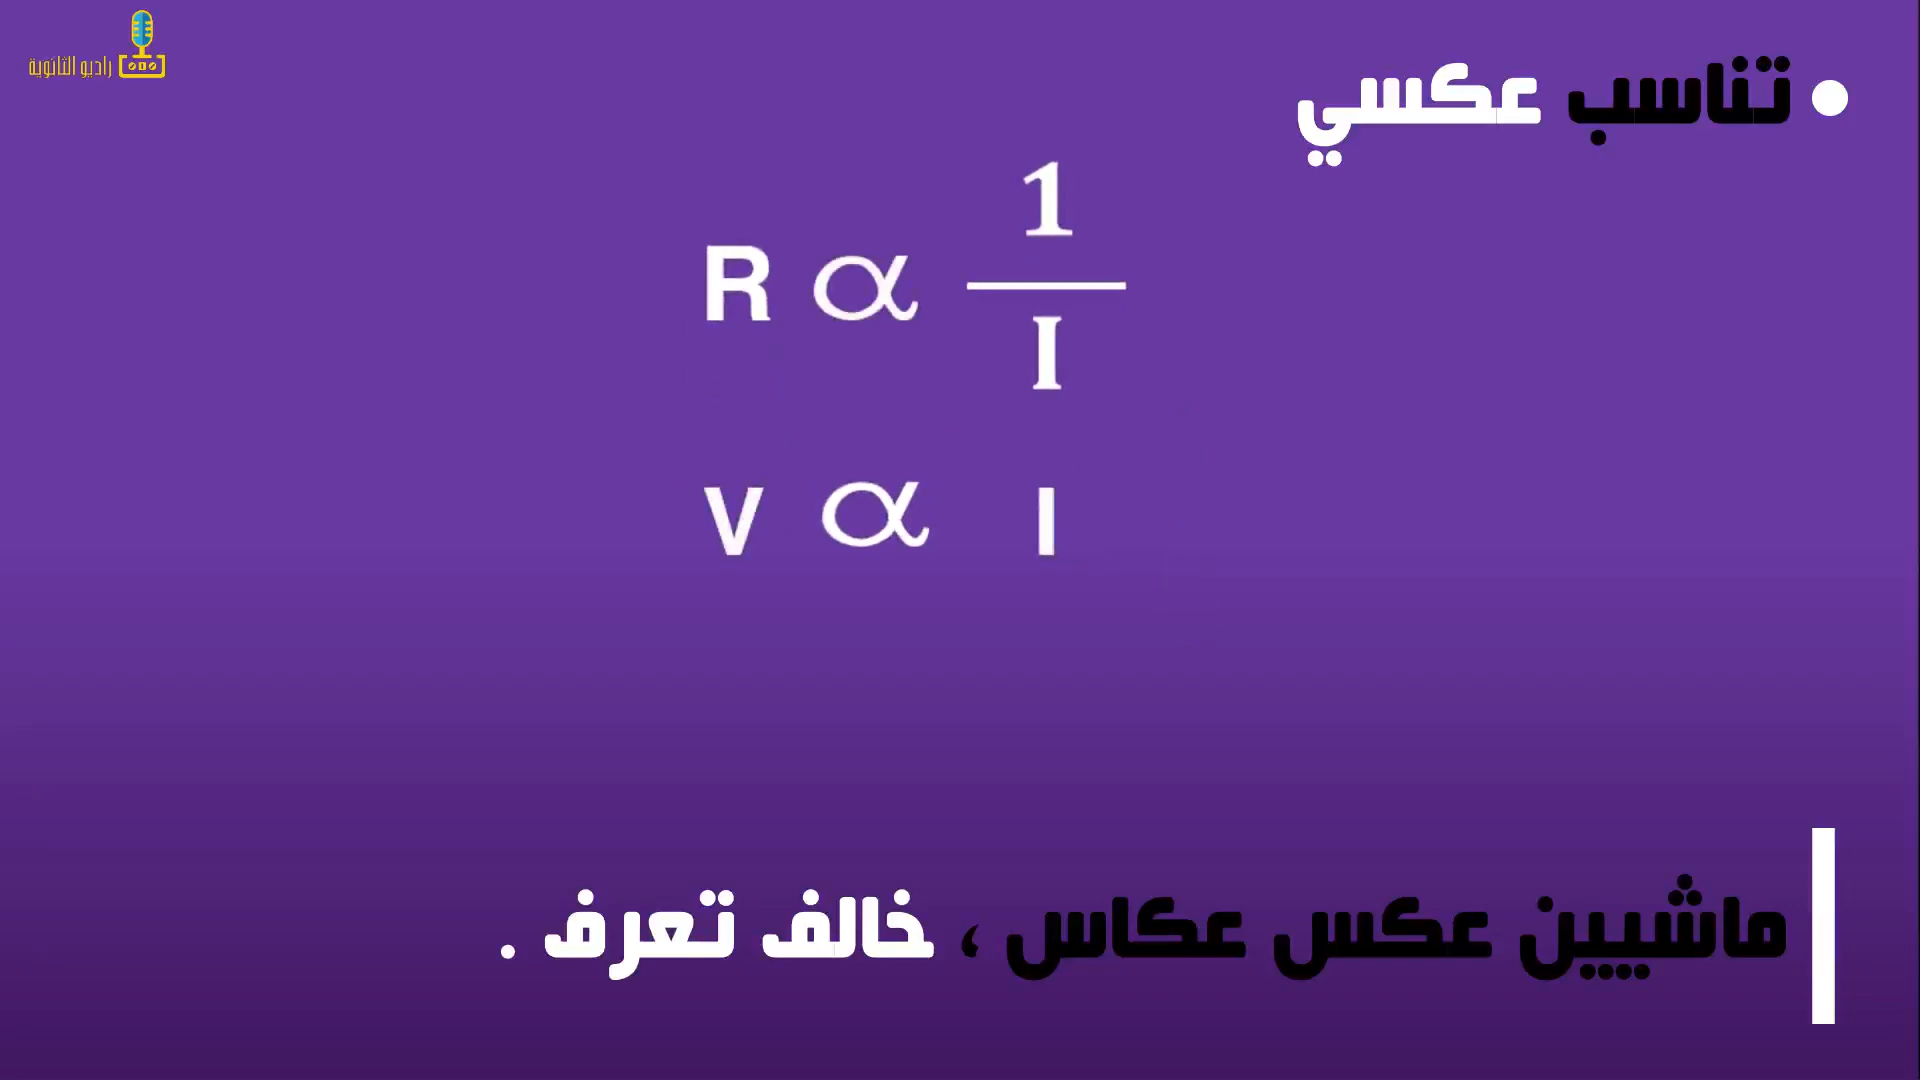 راديو الثانوية
تناسب عكسي
R α 1/I
V α I
ماشيين عكس عكاس ، خالف تعرف .